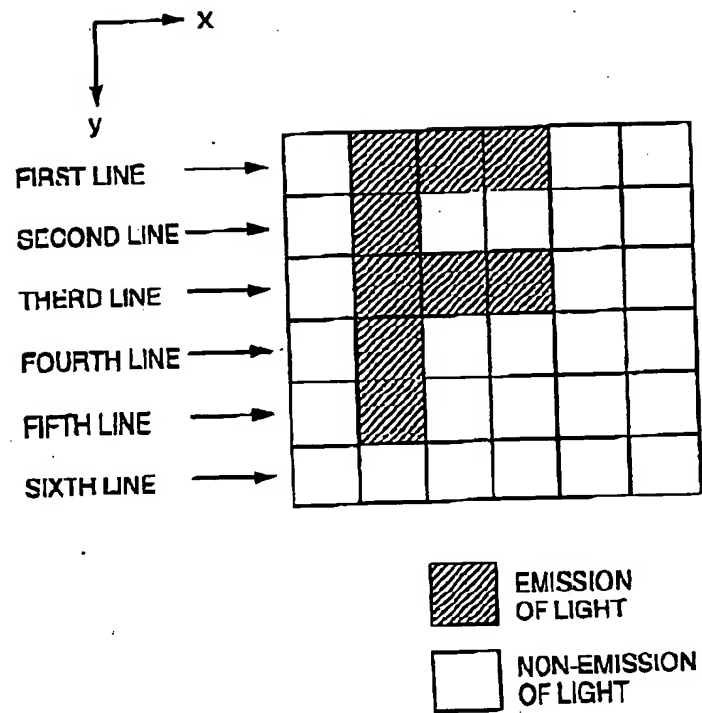 x
y
FIRST LINE
SECOND LINE
THERD LINE
FOURTH LINE
FIFTH LINE
SIXTH LINE
EMISSION
OF LIGHT
NON-EMISSION
OF LIGHT